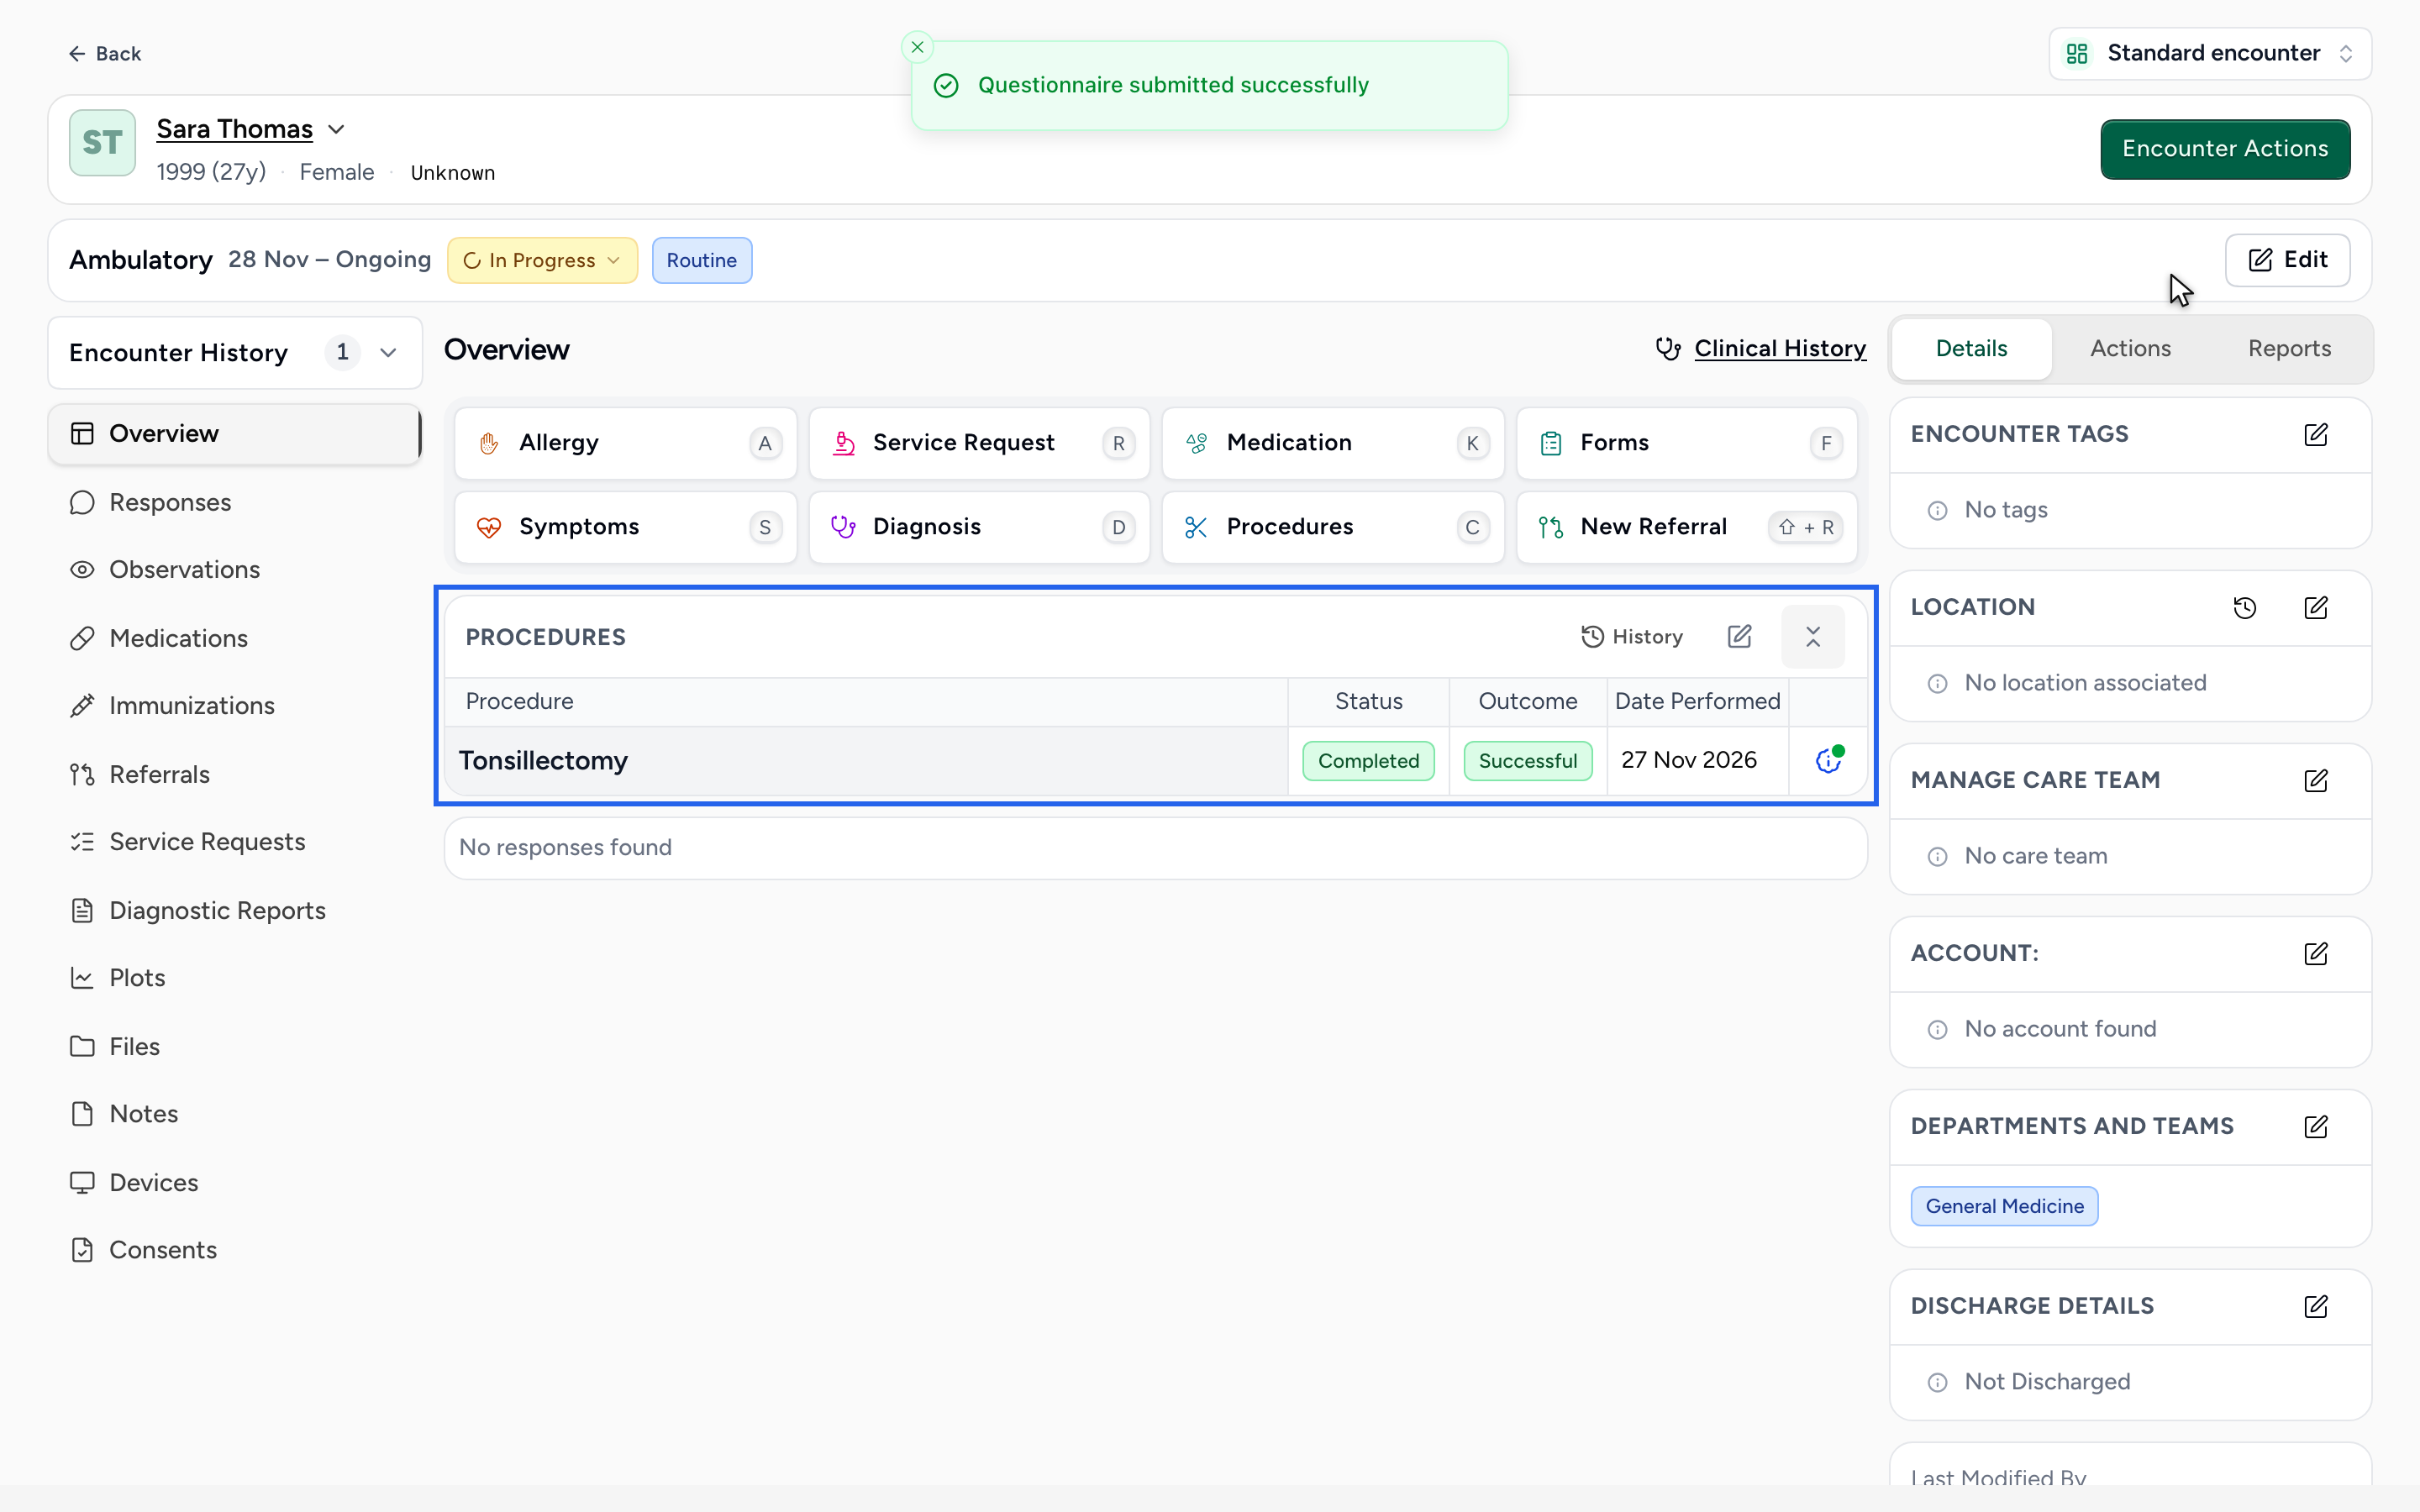 Back
Questionnaire submitted successfully
Standard encounter
ST
Sara Thomas
1999 (27y) · Female · Unknown
Encounter Actions
Ambulatory 28 Nov – Ongoing In Progress Routine
Edit
Encounter History 1
Overview
Responses
Observations
Medications
Immunizations
Referrals
Service Requests
Diagnostic Reports
Plots
Files
Notes
Devices
Consents
Overview
Clinical History
Allergy A
Service Request R
Medication K
Forms F
Symptoms S
Diagnosis D
Procedures C
New Referral ⇧ + R
PROCEDURES
History
Procedure Status Outcome Date Performed
Tonsillectomy Completed Successful 27 Nov 2026
No responses found
Details Actions Reports
ENCOUNTER TAGS
No tags
LOCATION
No location associated
MANAGE CARE TEAM
No care team
ACCOUNT:
No account found
DEPARTMENTS AND TEAMS
General Medicine
DISCHARGE DETAILS
Not Discharged
Last Modified By